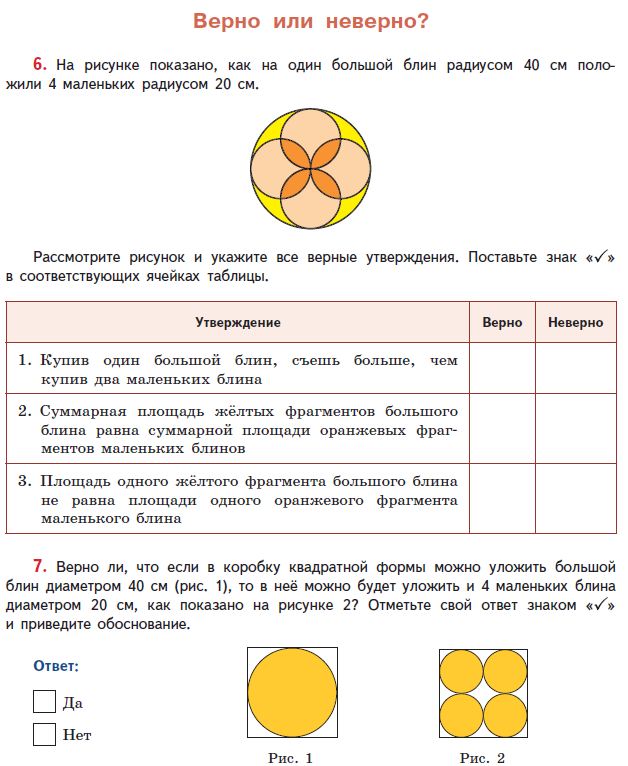 Верно или неверно?
6. На рисунке показано, как на один большой блин радиусом 40 см поло-
жили 4 маленьких радиусом 20 см.
Рассмотрите рисунок и укажите все верные утверждения. Поставьте знак «✓»
в соответствующих ячейках таблицы.
Утверждение Верно Неверно
1. Купив один большой блин, съешь больше, чем
купив два маленьких блина
2. Суммарная площадь жёлтых фрагментов большого
блина равна суммарной площади оранжевых фраг-
ментов маленьких блинов
3. Площадь одного жёлтого фрагмента большого блина
не равна площади одного оранжевого фрагмента
маленького блина
7. Верно ли, что если в коробку квадратной формы можно уложить большой
блин диаметром 40 см (рис. 1), то в неё можно будет уложить и 4 маленьких блина
диаметром 20 см, как показано на рисунке 2? Отметьте свой ответ знаком «✓»
и приведите обоснование.
Ответ:
Да
Нет
Рис. 1 Рис. 2